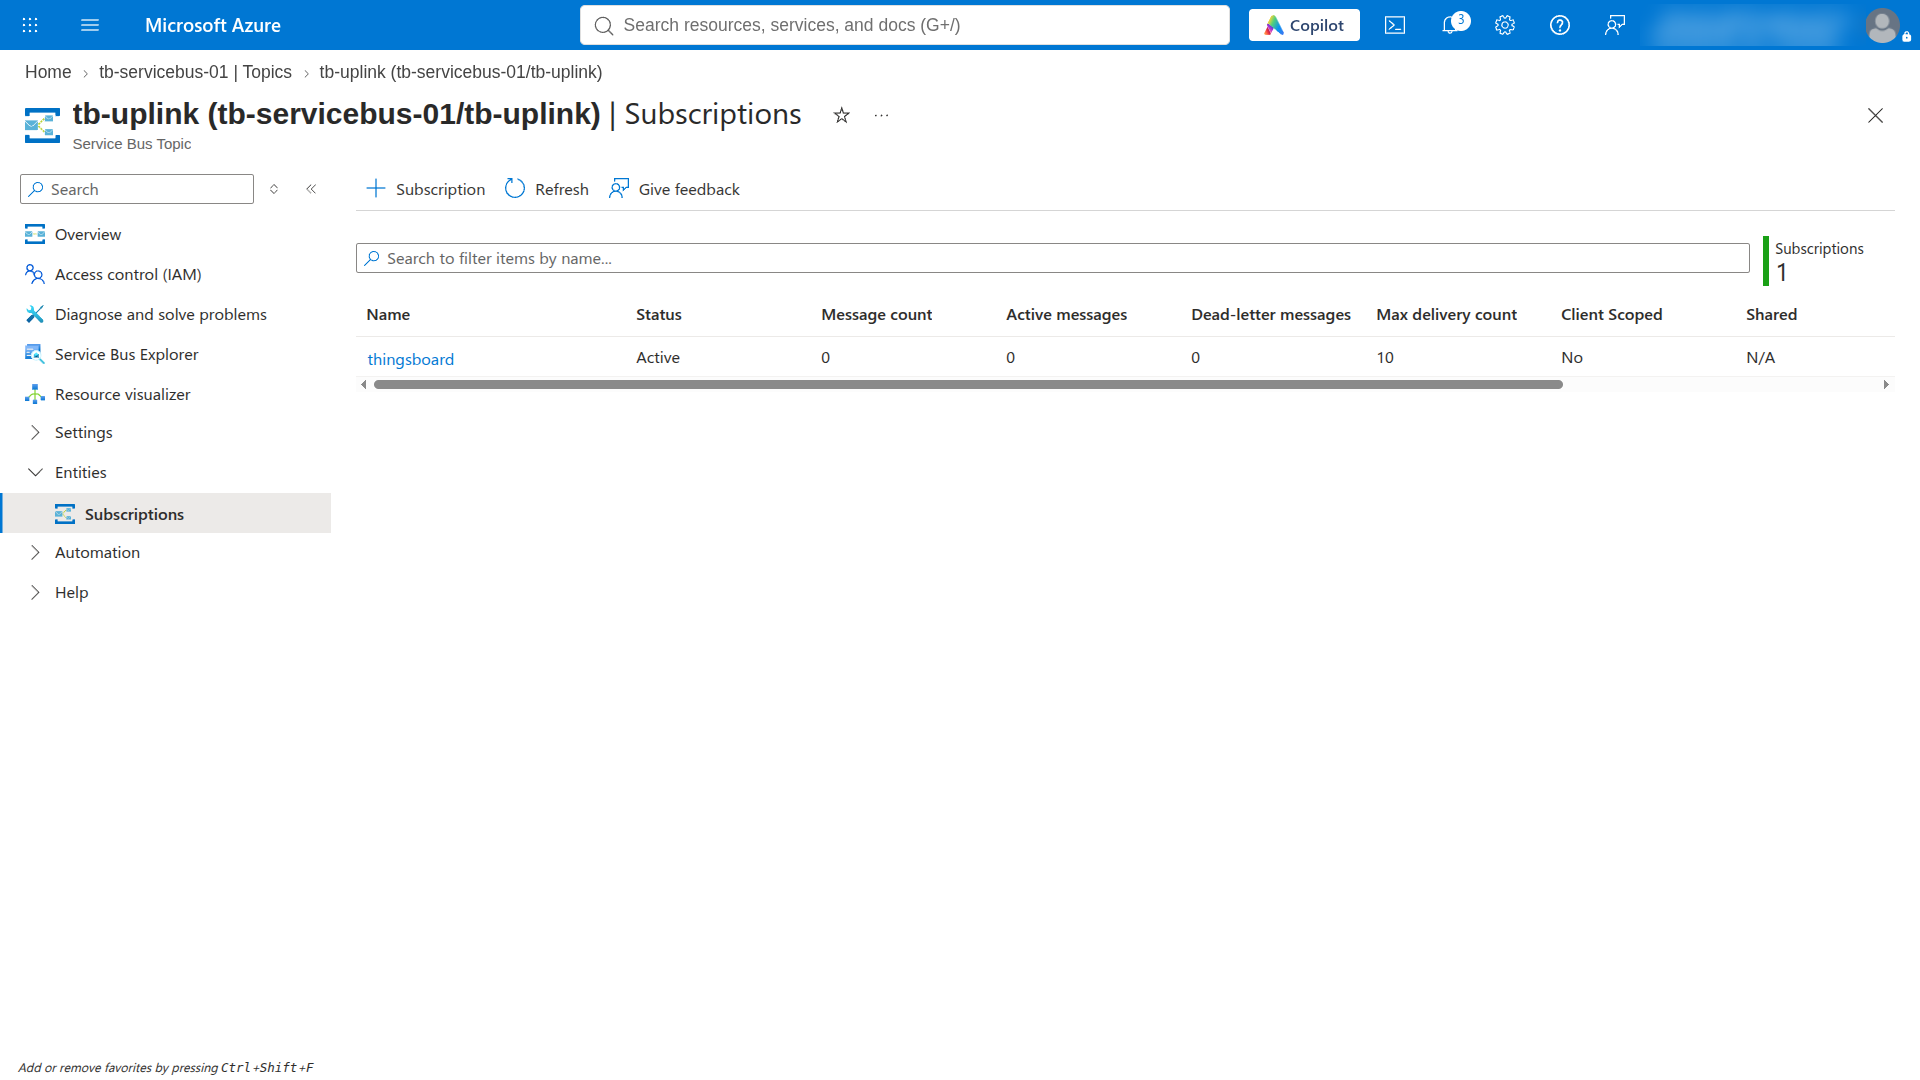 Microsoft Azure
Search resources, services, and docs (G+/)
Copilot
3
Home > tb-servicebus-01 | Topics > tb-uplink (tb-servicebus-01/tb-uplink)
tb-uplink (tb-servicebus-01/tb-uplink) | Subscriptions
Service Bus Topic
Search
Subscription
Refresh
Give feedback
Overview
Access control (IAM)
Diagnose and solve problems
Service Bus Explorer
Resource visualizer
Settings
Entities
Subscriptions
Automation
Help
Search to filter items by name...
Subscriptions
1
Name Status Message count Active messages Dead-letter messages Max delivery count Client Scoped Shared
thingsboard Active 0 0 0 10 No N/A
Add or remove favorites by pressing Ctrl+Shift+F